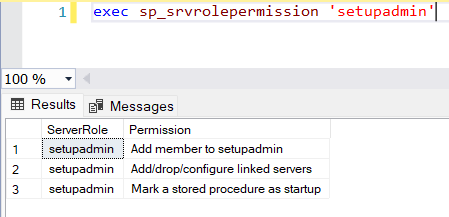 1 exec sp_srvrolepermission 'setupadmin'
100 %
Results Messages
ServerRole Permission
1 setupadmin Add member to setupadmin
2 setupadmin Add/drop/configure linked servers
3 setupadmin Mark a stored procedure as startup